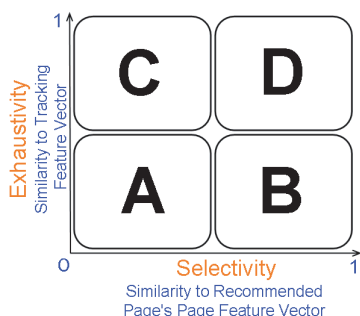 1
Exhaustivity
Similarity to Tracking
Feature Vector
C
D
A
B
0
Selectivity
1
Similarity to Recommended
Page's Page Feature Vector